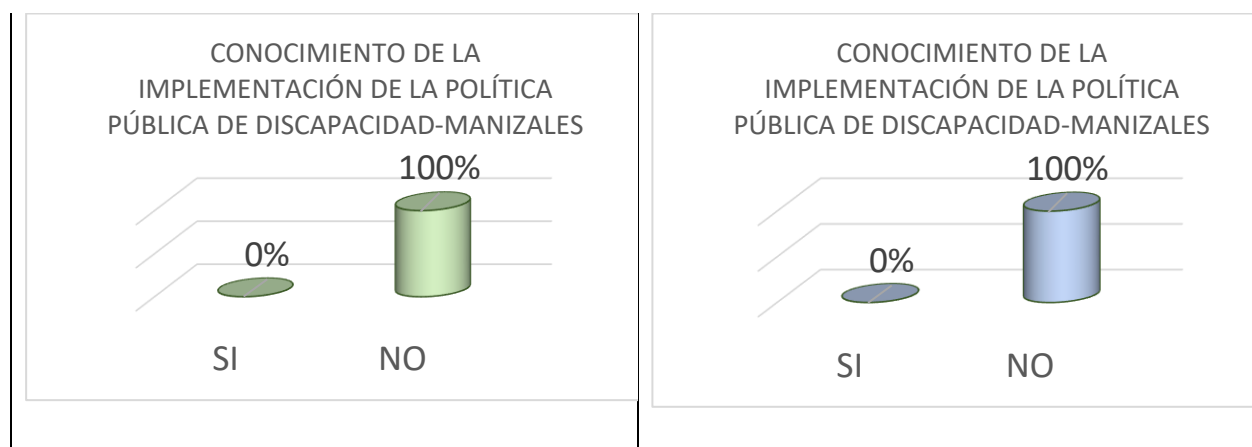 CONOCIMIENTO DE LA
IMPLEMENTACIÓN DE LA POLÍTICA
PÚBLICA DE DISCAPACIDAD-MANIZALES
100%
0%
SI NO
CONOCIMIENTO DE LA
IMPLEMENTACIÓN DE LA POLÍTICA
PÚBLICA DE DISCAPACIDAD-MANIZALES
100%
0%
SI NO